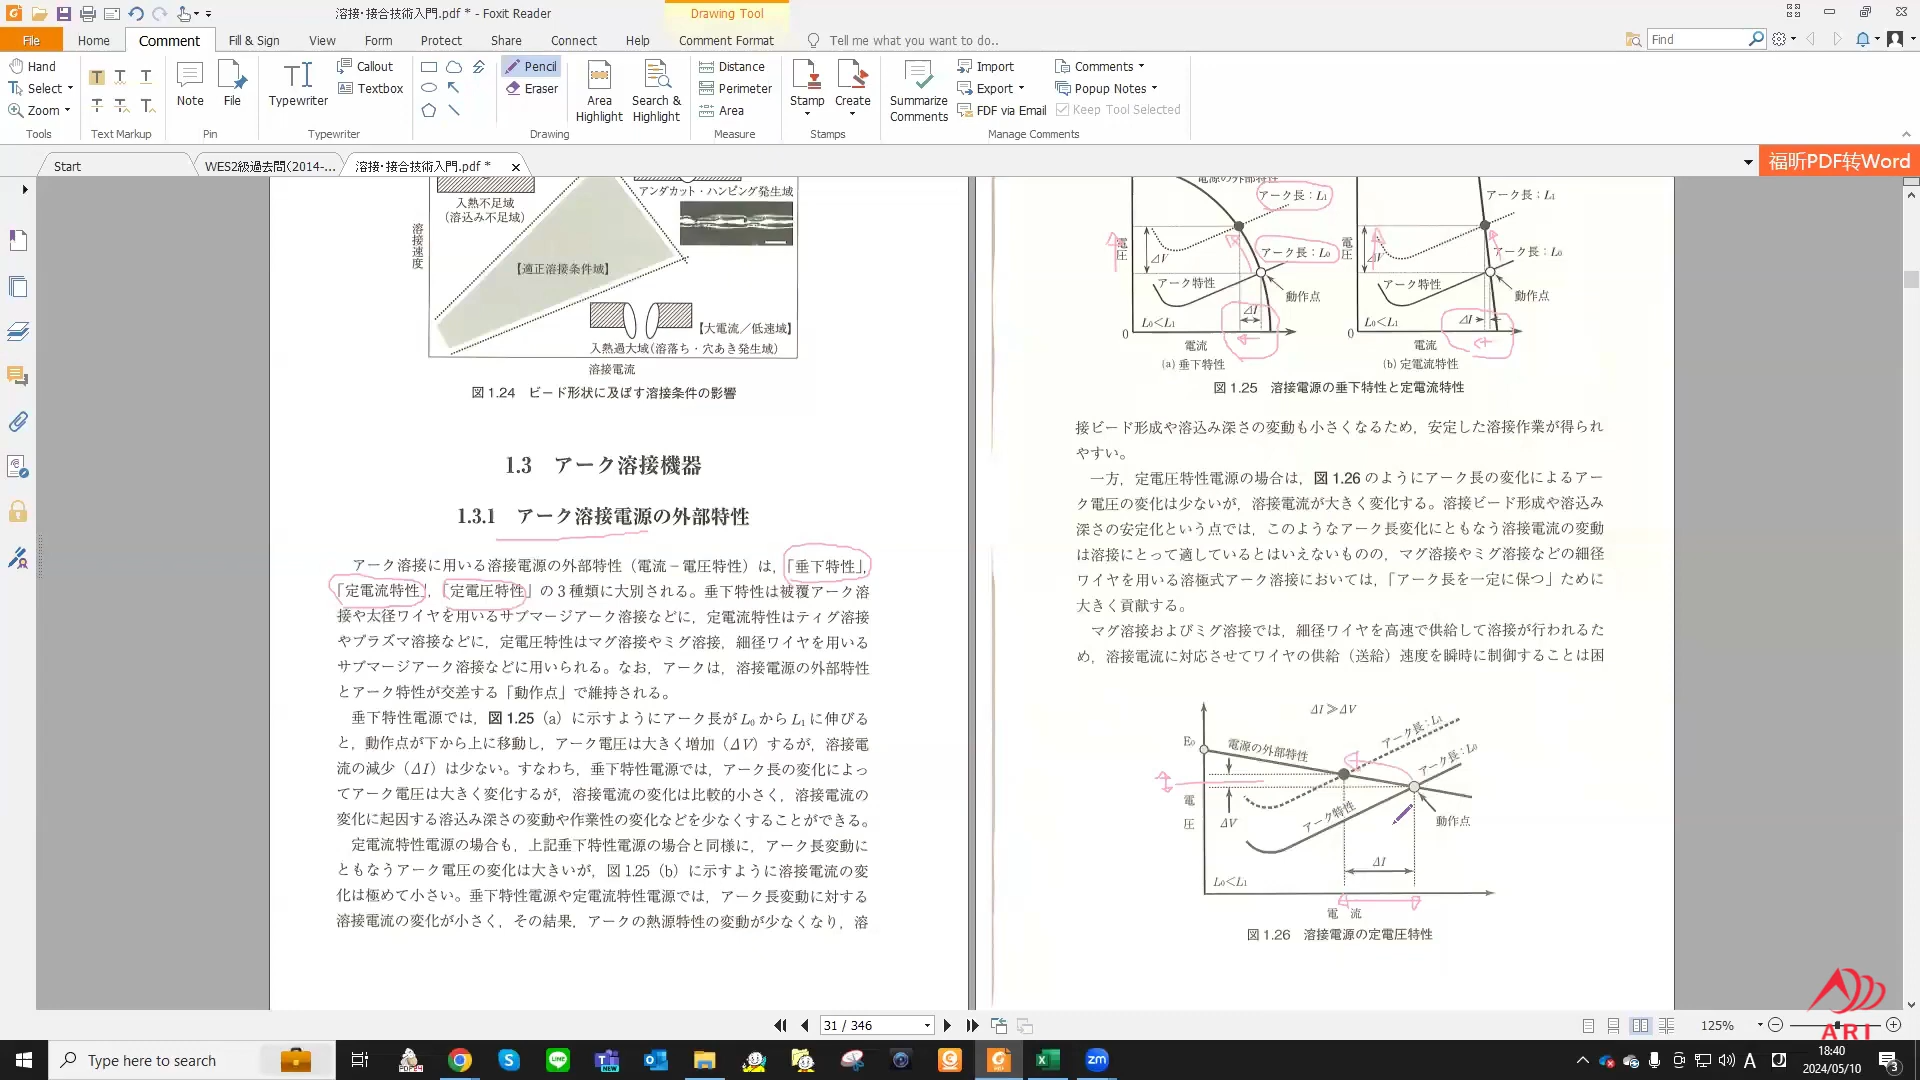 溶接・接合技術入門.pdf * - Foxit Reader
Drawing Tool
File
Home
Comment
Fill & Sign
View
Form
Protect
Share
Connect
Help
Comment Format
Tell me what you want to do..
Find
Hand
Select
Zoom
Tools
Text Markup
Note
File
Pin
Typewriter
Callout
Textbox
Typewriter
Pencil
Eraser
Drawing
Area
Highlight
Search &
Highlight
Distance
Perimeter
Area
Measure
Stamp
Create
Stamps
Summarize
Comments
Import
Export
FDF via Email
Comments
Popup Notes
Keep Tool Selected
Manage Comments
Start
WES2級過去問(2014-...
溶接・接合技術入門.pdf *
福昕PDF转Word
入熱不足域
(溶込み不足域)
アンダカット・ハンピング発生域
溶接速度
【適正溶接条件域】
【大電流/低速域】
入熱過大域(溶落ち・穴あき発生域)
溶接電流
図 1.24 ビード形状に及ぼす溶接条件の影響
1.3 アーク溶接機器
1.3.1 アーク溶接電源の外部特性
アーク溶接に用いる溶接電源の外部特性(電流－電圧特性)は,「垂下特性」,
「定電流特性」,「定電圧特性」の3種類に大別される。垂下特性は被覆アーク溶
接や太径ワイヤを用いるサブマージアーク溶接などに, 定電流特性はティグ溶接
やプラズマ溶接などに, 定電圧特性はマグ溶接やミグ溶接, 細径ワイヤを用いる
サブマージアーク溶接などに用いられる。なお, アークは, 溶接電源の外部特性
とアーク特性が交差する「動作点」で維持される。
垂下特性電源では, 図 1.25 (a) に示すようにアーク長が L₀ から L₁ に伸びる
と, 動作点が下から上に移動し, アーク電圧は大きく増加 (ΔV) するが, 溶接電
流の減少 (ΔI) は少ない。すなわち, 垂下特性電源では, アーク長の変化によっ
てアーク電圧は大きく変化するが, 溶接電流の変化は比較的小さく, 溶接電流の
変化に起因する溶込み深さの変動や作業性の変化などを少なくすることができる。
定電流特性電源の場合も, 上記垂下特性電源の場合と同様に, アーク長変動に
ともなうアーク電圧の変化は大きいが, 図 1.25 (b) に示すように溶接電流の変
化は極めて小さい。垂下特性電源や定電流特性電源では, アーク長変動に対する
溶接電流の変化が小さく, その結果, アークの熱源特性の変動が少なくなり, 溶
電源の外部特性
アーク長:L₁
アーク長:L₀
電圧
ΔV
アーク特性
動作点
ΔI
L₀<L₁
0
電流
(a) 垂下特性
アーク長:L₁
アーク長:L₀
電圧
ΔV
アーク特性
動作点
ΔI
L₀<L₁
0
電流
(b) 定電流特性
図 1.25 溶接電源の垂下特性と定電流特性
接ビード形成や溶込み深さの変動も小さくなるため, 安定した溶接作業が得られ
やすい。
一方, 定電圧特性電源の場合は, 図 1.26 のようにアーク長の変化によるアー
ク電圧の変化は少ないが, 溶接電流が大きく変化する。溶接ビード形成や溶込み
深さの安定化という点では, このようなアーク長変化にともなう溶接電流の変動
は溶接にとって適しているとはいえないものの, マグ溶接やミグ溶接などの細径
ワイヤを用いる溶極式アーク溶接においては,「アーク長を一定に保つ」ために
大きく貢献する。
マグ溶接およびミグ溶接では, 細径ワイヤを高速で供給して溶接が行われるた
め, 溶接電流に対応させてワイヤの供給 (送給) 速度を瞬時に制御することは困
ΔI≫ΔV
E₀
電源の外部特性
アーク長:L₁
アーク長:L₀
電圧
ΔV
アーク特性
動作点
ΔI
L₀<L₁
電 流
図 1.26 溶接電源の定電圧特性
31 / 346
125%
ARI
Type here to search
A
18:40
2024/05/10
3